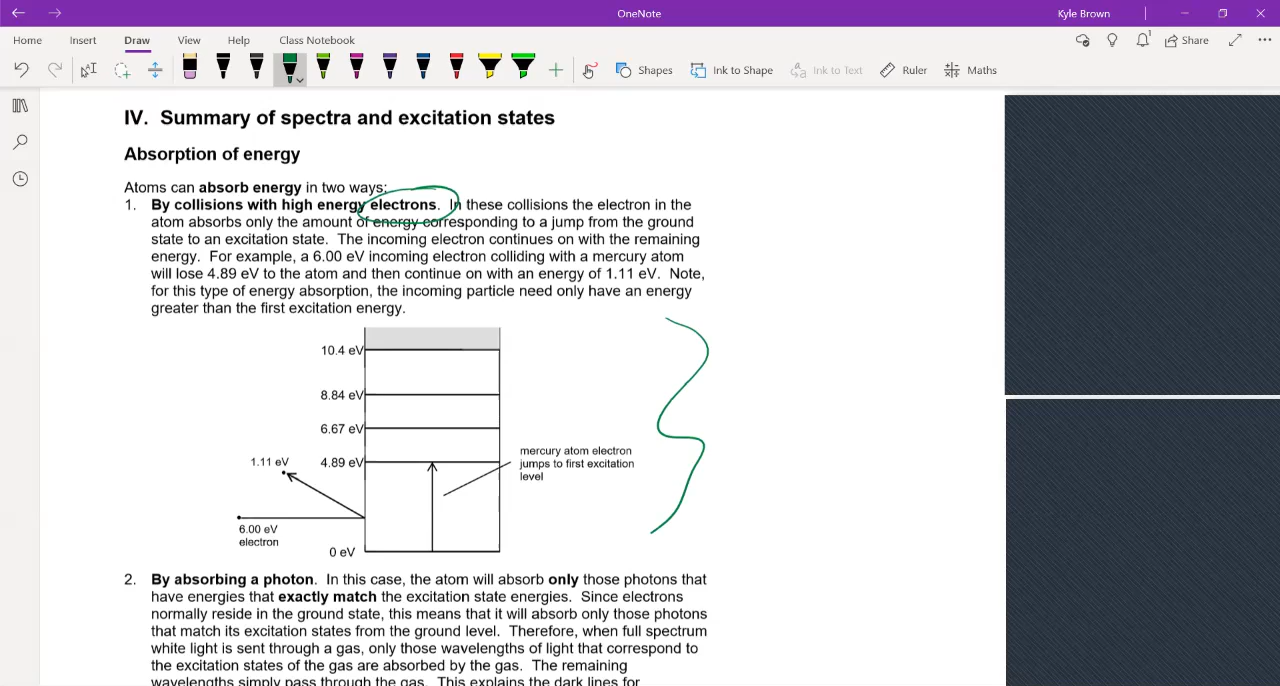 OneNote
Kyle Brown
Home Insert Draw View Help Class Notebook
Share
Shapes Ink to Shape Ink to Text Ruler Maths
IV. Summary of spectra and excitation states
Absorption of energy
Atoms can absorb energy in two ways:
1. By collisions with high energy electrons. In these collisions the electron in the
atom absorbs only the amount of energy corresponding to a jump from the ground
state to an excitation state. The incoming electron continues on with the remaining
energy. For example, a 6.00 eV incoming electron colliding with a mercury atom
will lose 4.89 eV to the atom and then continue on with an energy of 1.11 eV. Note,
for this type of energy absorption, the incoming particle need only have an energy
greater than the first excitation energy.
10.4 eV
8.84 eV
6.67 eV
4.89 eV
1.11 eV
mercury atom electron
jumps to first excitation
level
6.00 eV
electron
0 eV
2. By absorbing a photon. In this case, the atom will absorb only those photons that
have energies that exactly match the excitation state energies. Since electrons
normally reside in the ground state, this means that it will absorb only those photons
that match its excitation states from the ground level. Therefore, when full spectrum
white light is sent through a gas, only those wavelengths of light that correspond to
the excitation states of the gas are absorbed by the gas. The remaining
wavelengths simply pass through the gas. This explains the dark lines for